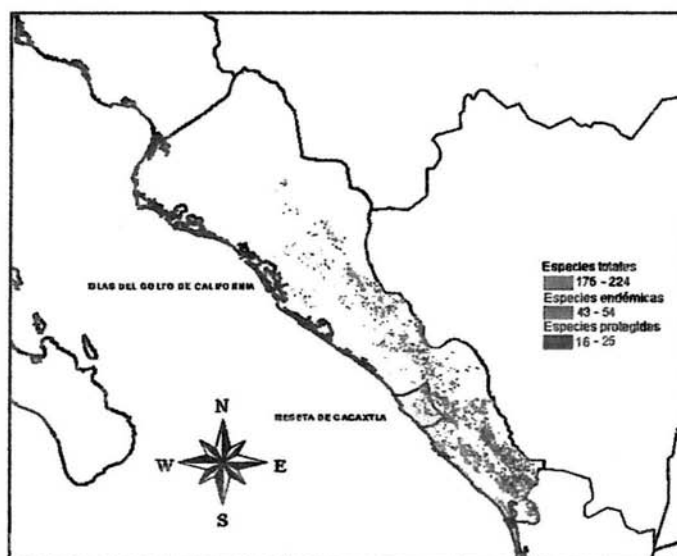 ISLAS DEL GOLFO DE CALIFORNIA
MESETA DE CACAXTLA
Especies totales
175 - 224
Especies endémicas
43 - 54
Especies protegidas
16 - 25
N
W
E
S